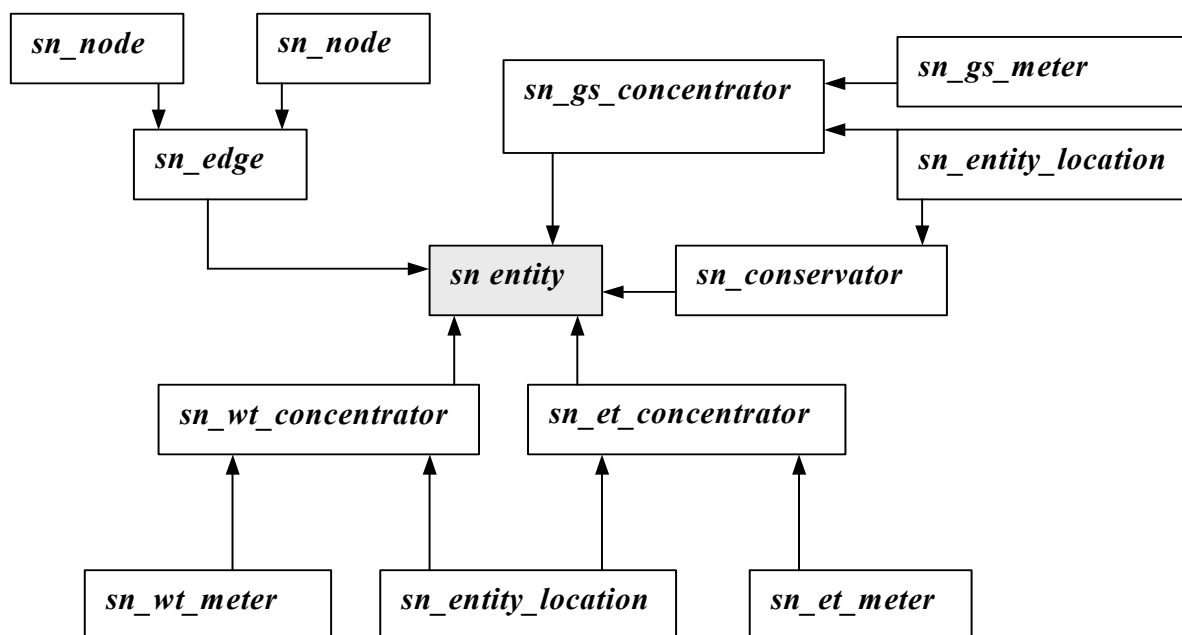 sn_node
sn_node
sn_gs_meter
sn_gs_concentrator
sn_edge
sn_entity_location
sn entity
sn_conservator
sn_wt_concentrator
sn_et_concentrator
sn_wt_meter
sn_entity_location
sn_et_meter